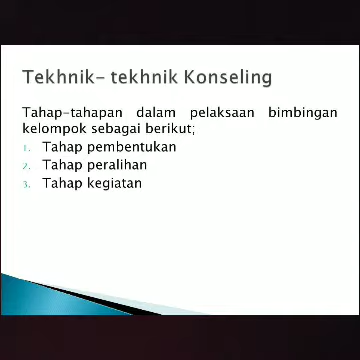 Tekhnik– tekhnik Konseling
Tahap-tahapan dalam pelaksaan bimbingan
kelompok sebagai berikut;
1. Tahap pembentukan
2. Tahap peralihan
3. Tahap kegiatan